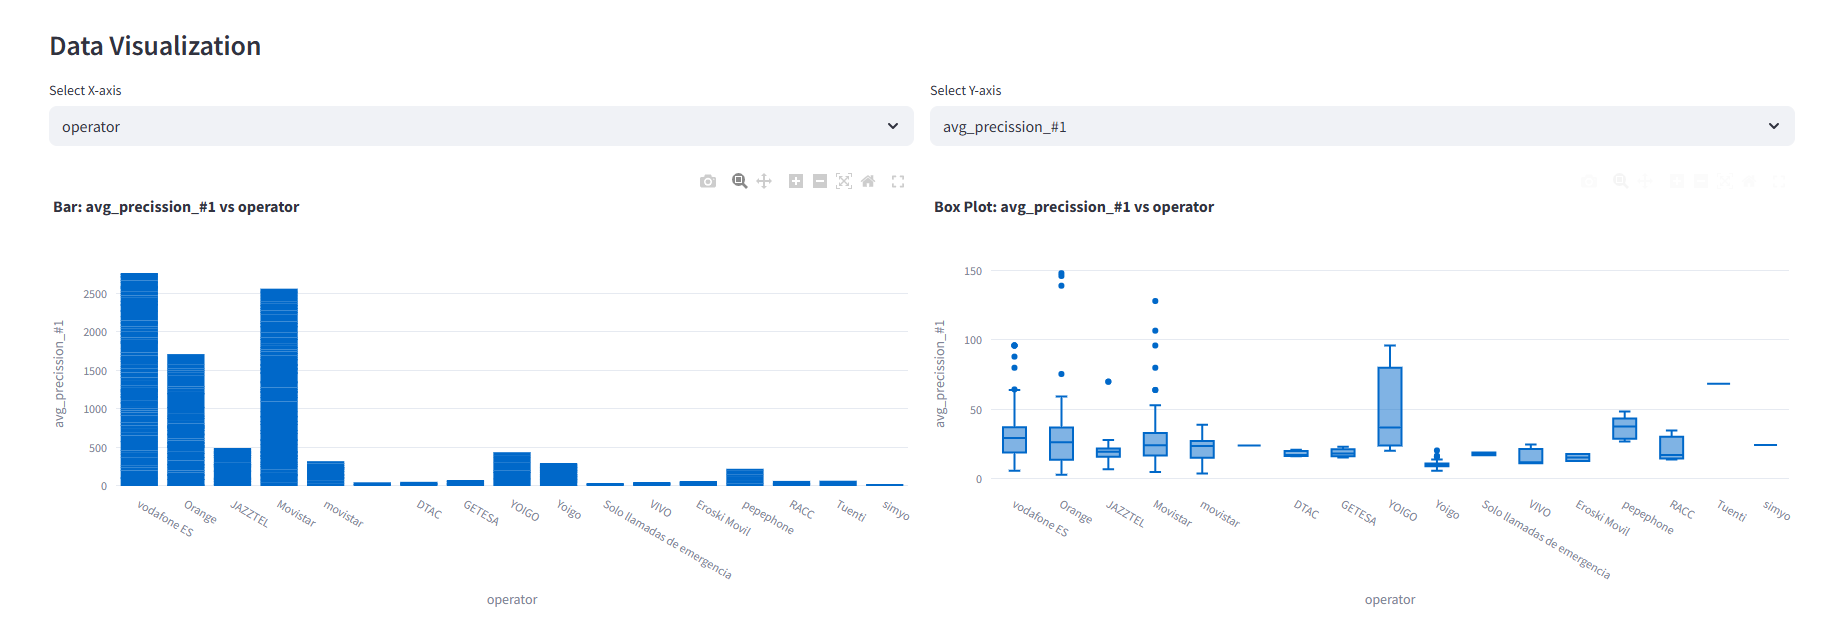 Data Visualization
Select X-axis
operator
Select Y-axis
avg_precission_#1
Bar: avg_precission_#1 vs operator
avg_precission_#1
2500
2000
1500
1000
500
0
vodafone ES
Orange
JAZZTEL
Movistar
movistar
DTAC
GETESA
YOIGO
Yoigo
Solo llamadas de emergencia
VIVO
Eroski Movil
pepephone
RACC
Tuenti
simyo
operator
Box Plot: avg_precission_#1 vs operator
avg_precission_#1
150
100
50
0
vodafone ES
Orange
JAZZTEL
Movistar
movistar
DTAC
GETESA
YOIGO
Yoigo
Solo llamadas de emergencia
VIVO
Eroski Movil
pepephone
RACC
Tuenti
simyo
operator